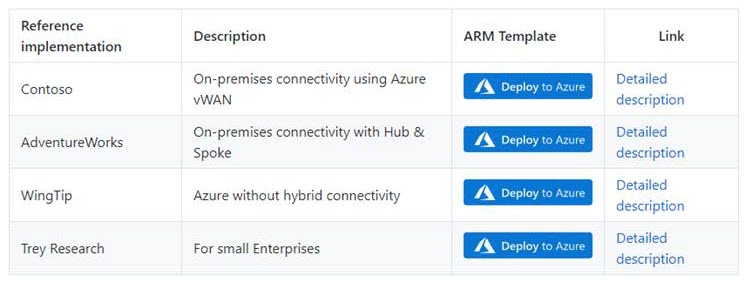 Reference
implementation
Description
ARM Template
Link
Contoso
On-premises connectivity using Azure
vWAN
Deploy to Azure
Detailed
description
AdventureWorks
On-premises connectivity with Hub &
Spoke
Deploy to Azure
Detailed
description
WingTip
Azure without hybrid connectivity
Deploy to Azure
Detailed
description
Trey Research
For small Enterprises
Deploy to Azure
Detailed
description